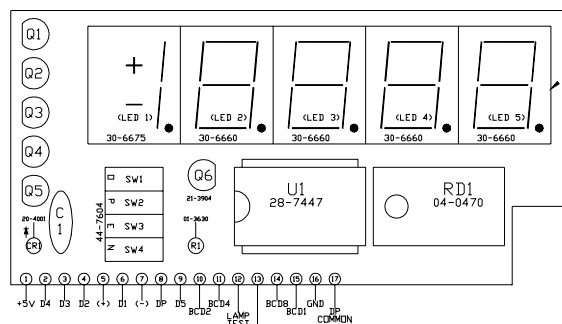 Q1
Q2
Q3
Q4
Q5
+
–
(LED 1)
(LED 2)
(LED 3)
(LED 4)
(LED 5)
30-6675
30-6660
30-6660
30-6660
30-6660
20-4001
CR1
C
1
44-7604
O
P
E
N
SW1
SW2
SW3
SW4
Q6
21-3904
01-3630
R1
U1
28-7447
RD1
04-0470
1 2 3 4 5 6 7 8 9 10 11 12 13 14 15 16 17
+5V D4 D3 D2 (+) D1 (-) DP D5
BCD2
BCD4
LAMP
TEST
BCD8
BCD1
GND
DP
COMMON